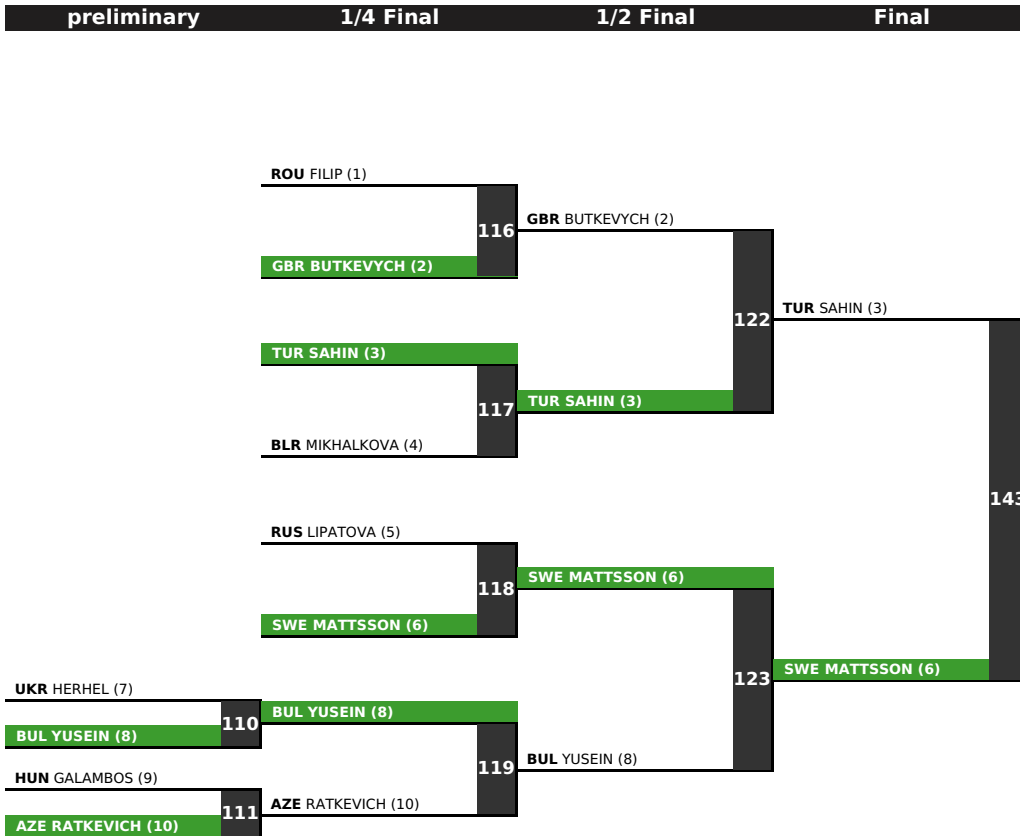 preliminary 1/4 Final 1/2 Final Final
ROU FILIP (1)
116
GBR BUTKEVYCH (2)
GBR BUTKEVYCH (2)
122
TUR SAHIN (3)
TUR SAHIN (3)
117
TUR SAHIN (3)
BLR MIKHALKOVA (4)
143
RUS LIPATOVA (5)
118
SWE MATTSSON (6)
SWE MATTSSON (6)
123
SWE MATTSSON (6)
UKR HERHEL (7)
110
BUL YUSEIN (8)
BUL YUSEIN (8)
119
BUL YUSEIN (8)
HUN GALAMBOS (9)
111
AZE RATKEVICH (10)
AZE RATKEVICH (10)